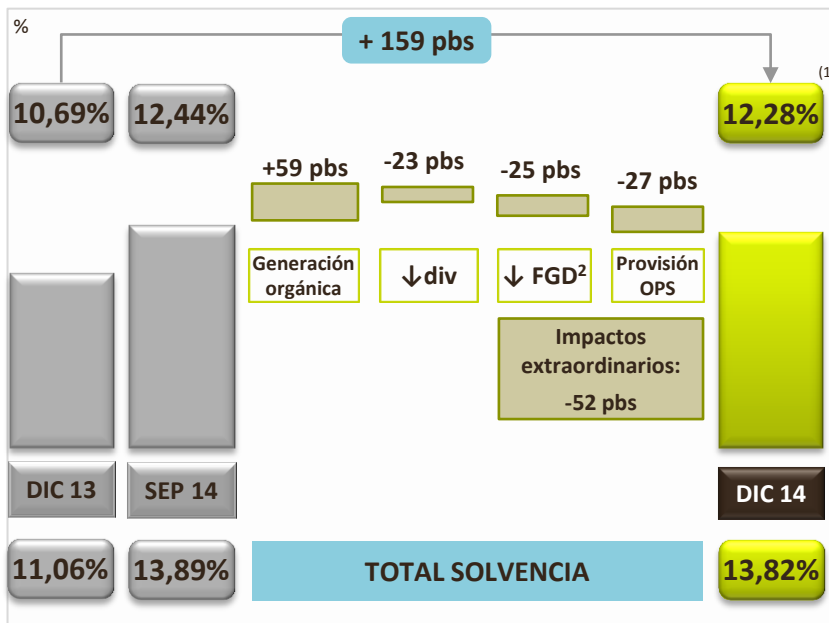 %
+ 159 pbs
(1
10,69%
12,44%
12,28%
+59 pbs
-23 pbs
-25 pbs
-27 pbs
Generación
orgánica
↓div
↓ FGD²
Provisión
OPS
Impactos
extraordinarios:
-52 pbs
DIC 13
SEP 14
DIC 14
11,06%
13,89%
TOTAL SOLVENCIA
13,82%